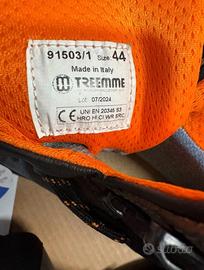 91503/1 Size: 44
Made in Italy
TREEMME
Lot 07/2024
CE UNI EN 20345 S3
HRO HI CI WR SRC
Subito